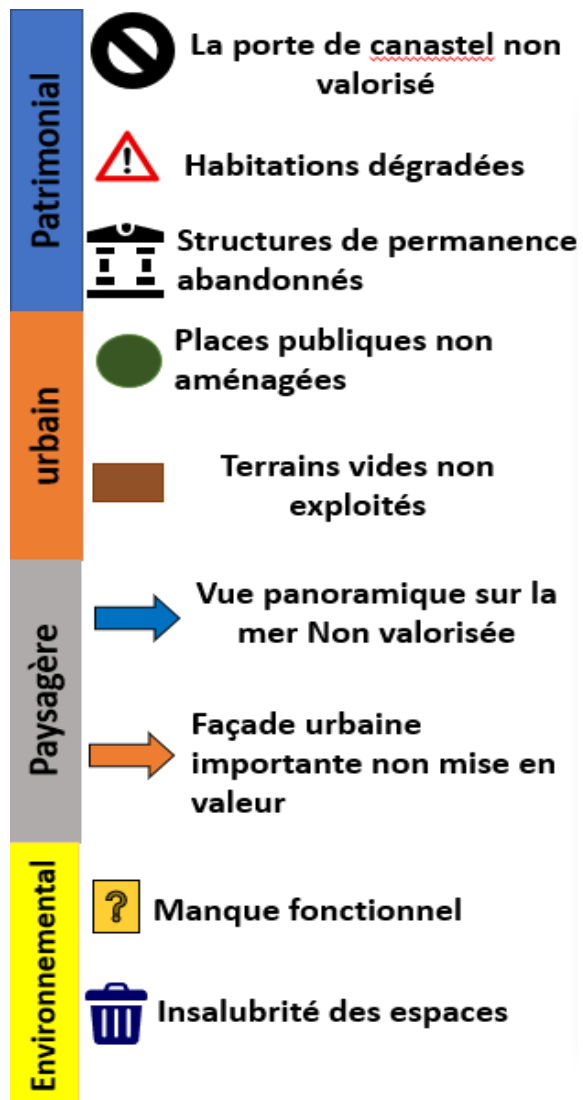 Patrimonial
La porte de canastel non
valorisé
Habitations dégradées
Structures de permanence
abandonnés
urbain
Places publiques non
aménagées
Terrains vides non
exploités
Paysagère
Vue panoramique sur la
mer Non valorisée
Façade urbaine
importante non mise en
valeur
Environnemental
?
Manque fonctionnel
Insalubrité des espaces